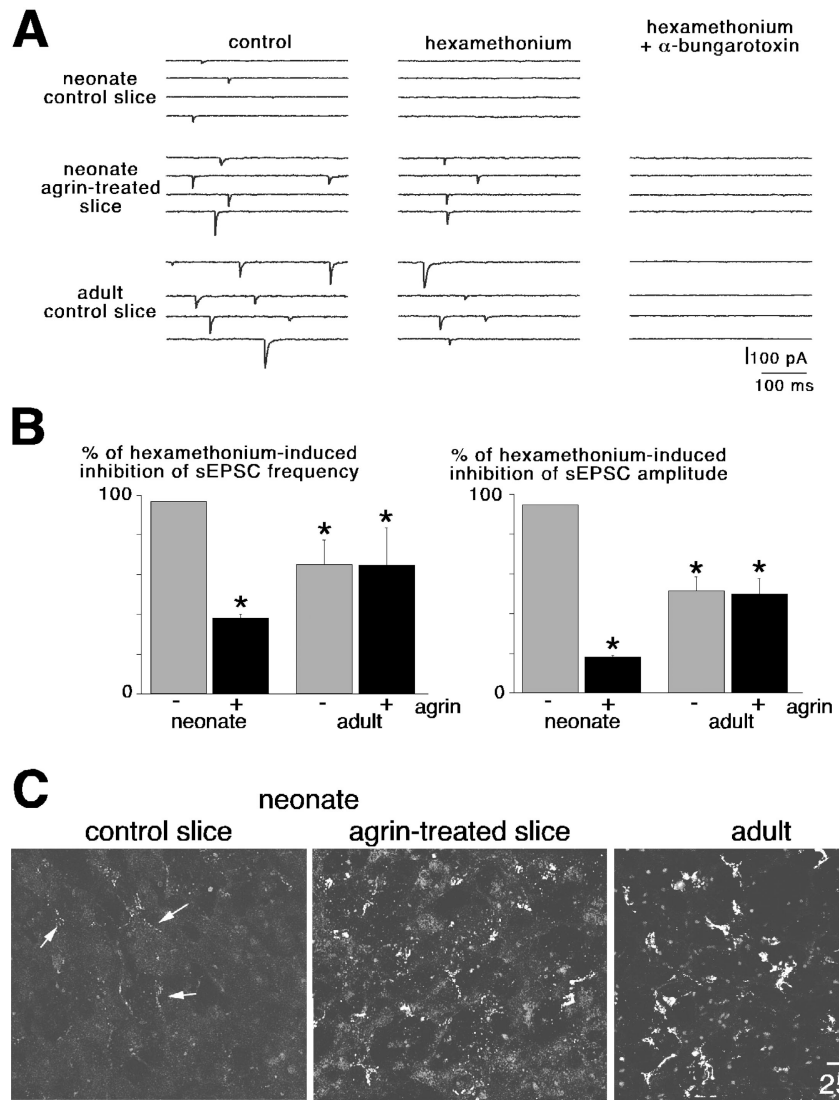 A
control
hexamethonium
hexamethonium
+ α-bungarotoxin
neonate
control slice
neonate
agrin-treated
slice
adult
control slice
100 pA
100 ms
B
% of hexamethonium-induced
inhibition of sEPSC frequency
100
0
* * *
- + - + agrin
neonate adult
% of hexamethonium-induced
inhibition of sEPSC amplitude
100
0
* * *
- + - + agrin
neonate adult
C
neonate
control slice
agrin-treated slice
adult